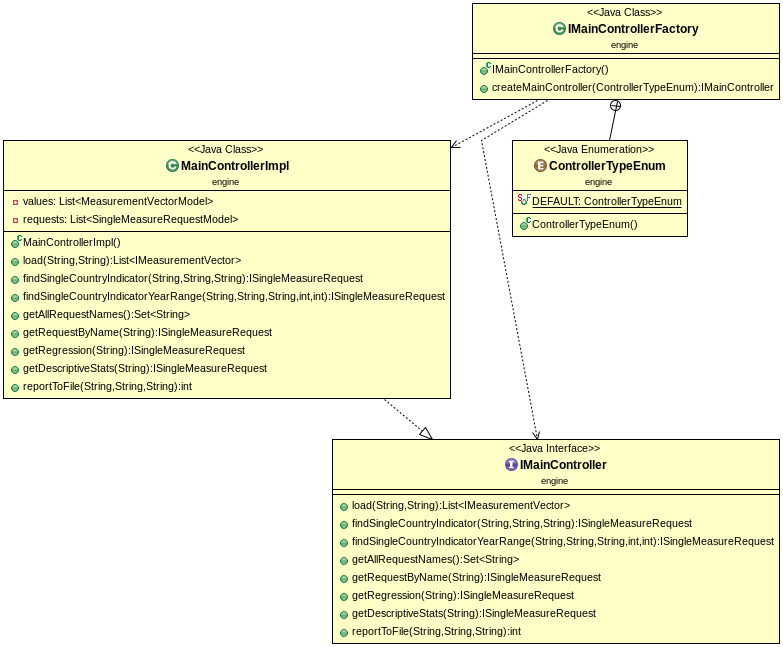 <<Java Class>>
IMainControllerFactory
engine
IMainControllerFactory()
createMainController(ControllerTypeEnum):IMainController
<<Java Class>>
MainControllerImpl
engine
values: List<MeasurementVectorModel>
requests: List<SingleMeasureRequestModel>
MainControllerImpl()
load(String,String):List<IMeasurementVector>
findSingleCountryIndicator(String,String,String):ISingleMeasureRequest
findSingleCountryIndicatorYearRange(String,String,String,int,int):ISingleMeasureRequest
getAllRequestNames():Set<String>
getRequestByName(String):ISingleMeasureRequest
getRegression(String):ISingleMeasureRequest
getDescriptiveStats(String):ISingleMeasureRequest
reportToFile(String,String,String):int
<<Java Enumeration>>
ControllerTypeEnum
engine
DEFAULT: ControllerTypeEnum
ControllerTypeEnum()
<<Java Interface>>
IMainController
engine
load(String,String):List<IMeasurementVector>
findSingleCountryIndicator(String,String,String):ISingleMeasureRequest
findSingleCountryIndicatorYearRange(String,String,String,int,int):ISingleMeasureRequest
getAllRequestNames():Set<String>
getRequestByName(String):ISingleMeasureRequest
getRegression(String):ISingleMeasureRequest
getDescriptiveStats(String):ISingleMeasureRequest
reportToFile(String,String,String):int